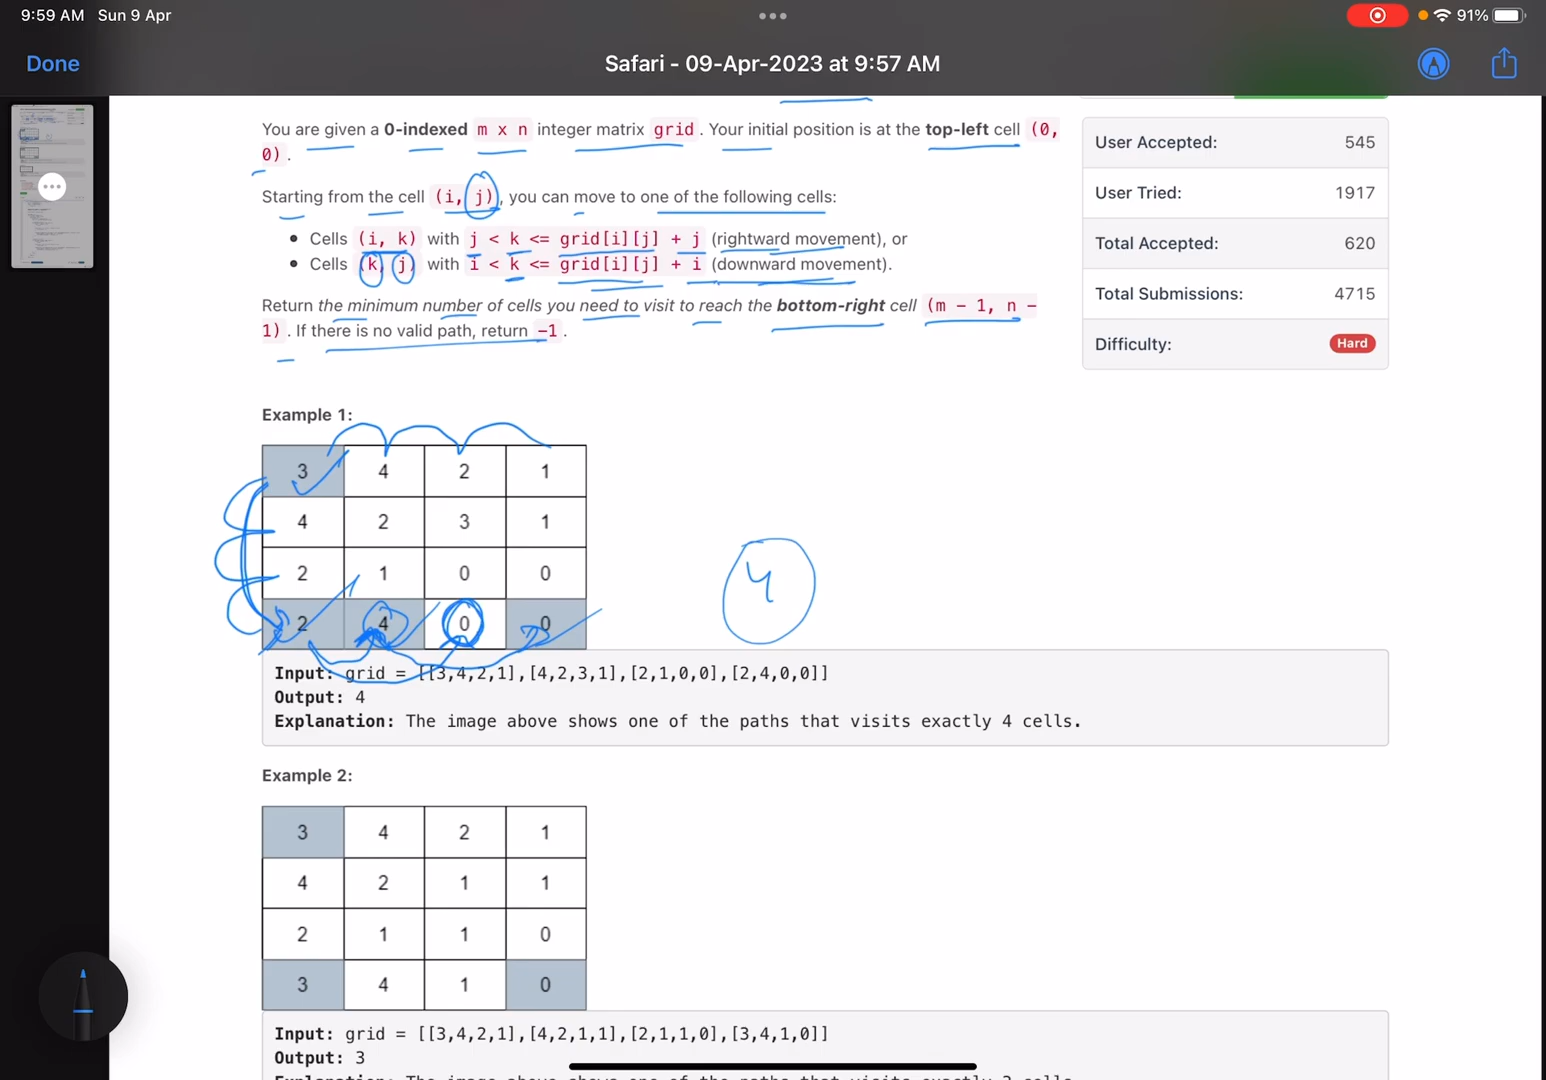 9:59 AM Sun 9 Apr
91%
Done
Safari - 09-Apr-2023 at 9:57 AM
You are given a 0-indexed m x n integer matrix grid. Your initial position is at the top-left cell (0,
0).
Starting from the cell (i, j), you can move to one of the following cells:
• Cells (i, k) with j < k <= grid[i][j] + j (rightward movement), or
• Cells (k, j) with i < k <= grid[i][j] + i (downward movement).
Return the minimum number of cells you need to visit to reach the bottom-right cell (m - 1, n -
1). If there is no valid path, return -1.
User Accepted: 545
User Tried: 1917
Total Accepted: 620
Total Submissions: 4715
Difficulty: Hard
Example 1:
3 4 2 1
4 2 3 1
2 1 0 0
2 4 0 0
4
Input: grid = [[3,4,2,1],[4,2,3,1],[2,1,0,0],[2,4,0,0]]
Output: 4
Explanation: The image above shows one of the paths that visits exactly 4 cells.
Example 2:
3 4 2 1
4 2 1 1
2 1 1 0
3 4 1 0
Input: grid = [[3,4,2,1],[4,2,1,1],[2,1,1,0],[3,4,1,0]]
Output: 3